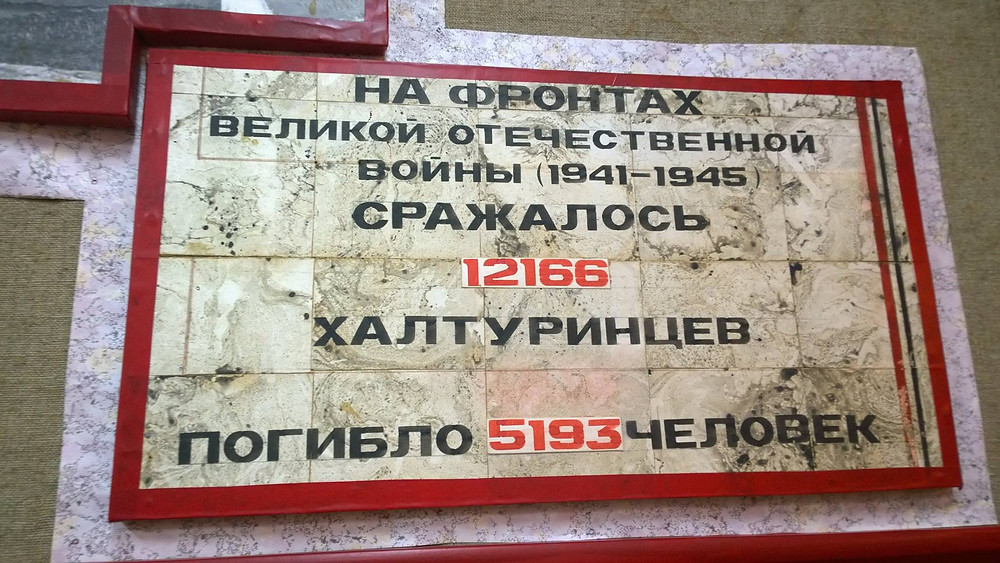 НА ФРОНТАХ
ВЕЛИКОЙ ОТЕЧЕСТВЕННОЙ
ВОЙНЫ (1941-1945)
СРАЖАЛОСЬ
12166
ХАЛТУРИНЦЕВ
ПОГИБЛО 5193 ЧЕЛОВЕК